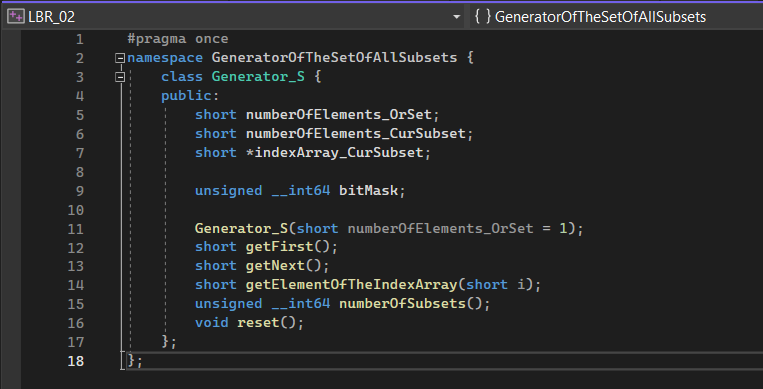 LBR_02 { } GeneratorOfTheSetOfAllSubsets
1 #pragma once
2 namespace GeneratorOfTheSetOfAllSubsets {
3 class Generator_S {
4 public:
5 short numberOfElements_OrSet;
6 short numberOfElements_CurSubset;
7 short *indexArray_CurSubset;
8
9 unsigned __int64 bitMask;
10
11 Generator_S(short numberOfElements_OrSet = 1);
12 short getFirst();
13 short getNext();
14 short getElementOfTheIndexArray(short i);
15 unsigned __int64 numberOfSubsets();
16 void reset();
17 };
18 };